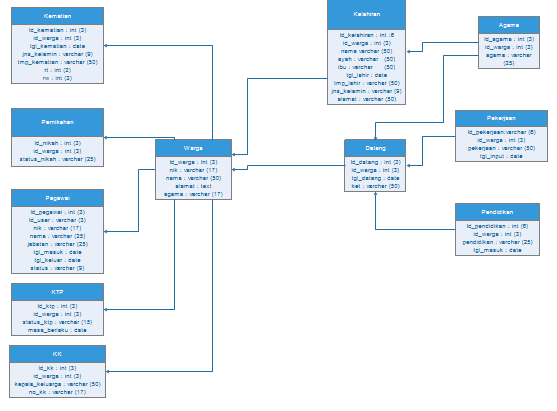 Kematian
id_kematian : int (3)
id_warga : int (3)
tgl_kematian : date
jns_kelamin : varchar (9)
tmp_kematian : varchar (50)
rt : int (2)
rw : int (2)
Pernikahan
id_nikah : int (3)
id_warga : int (3)
status_nikah : varchar (25)
Pegawai
id_pegawai : int (3)
id_user : varchar (3)
nik : varchar (17)
nama : varchar (25)
jabatan : varchar (25)
tgl_masuk : date
tgl_keluar : date
status : varchar (9)
KTP
id_ktp : int (3)
id_warga : int (3)
status_ktp : varchar (15)
masa_berlaku : date
KK
id_kk : int (3)
id_warga : int (3)
kepala_keluarga : varchar (50)
no_kk : varchar (17)
Warga
id_warga : int (3)
nik : varchar (17)
nama : varchar (50)
alamat : text
agama : varchar (17)
Kelahiran
id_kelahiran : int (6
id_warga : int (3)
nama varchar (50)
ayah : varchar (50)
ibu : varchar (50)
tgl_lahir : date
tmp_lahir : varchar (50)
jns_kelamin : varchar (9)
alamat : varchar (50)
Datang
id_datang : int (3)
id_warga : int (3)
tgl_datang : date
ket : varchar (30)
Agama
id_agama : int (3)
id_warga : int (3)
agama : varchar
(25)
Pekerjaan
id_pekerjaan:varchar (6)
id_warga : int (3)
pekerjaan : varchar (30)
tgl_input : date
Pendidikan
id_pendidikan : int (6)
id_warga : int (3)
pendidikan : varchar (25)
tgl_masuk : date